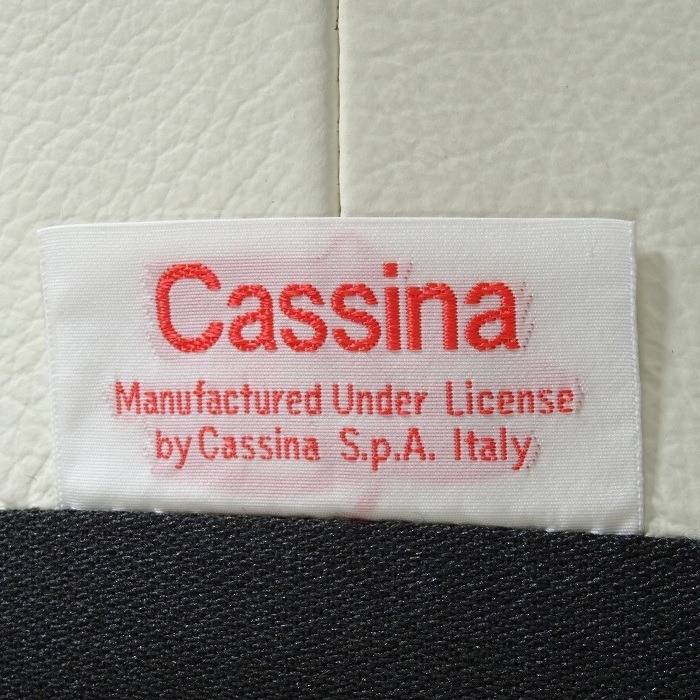 Cassina
Manufactured Under License
by Cassina S.p.A. Italy